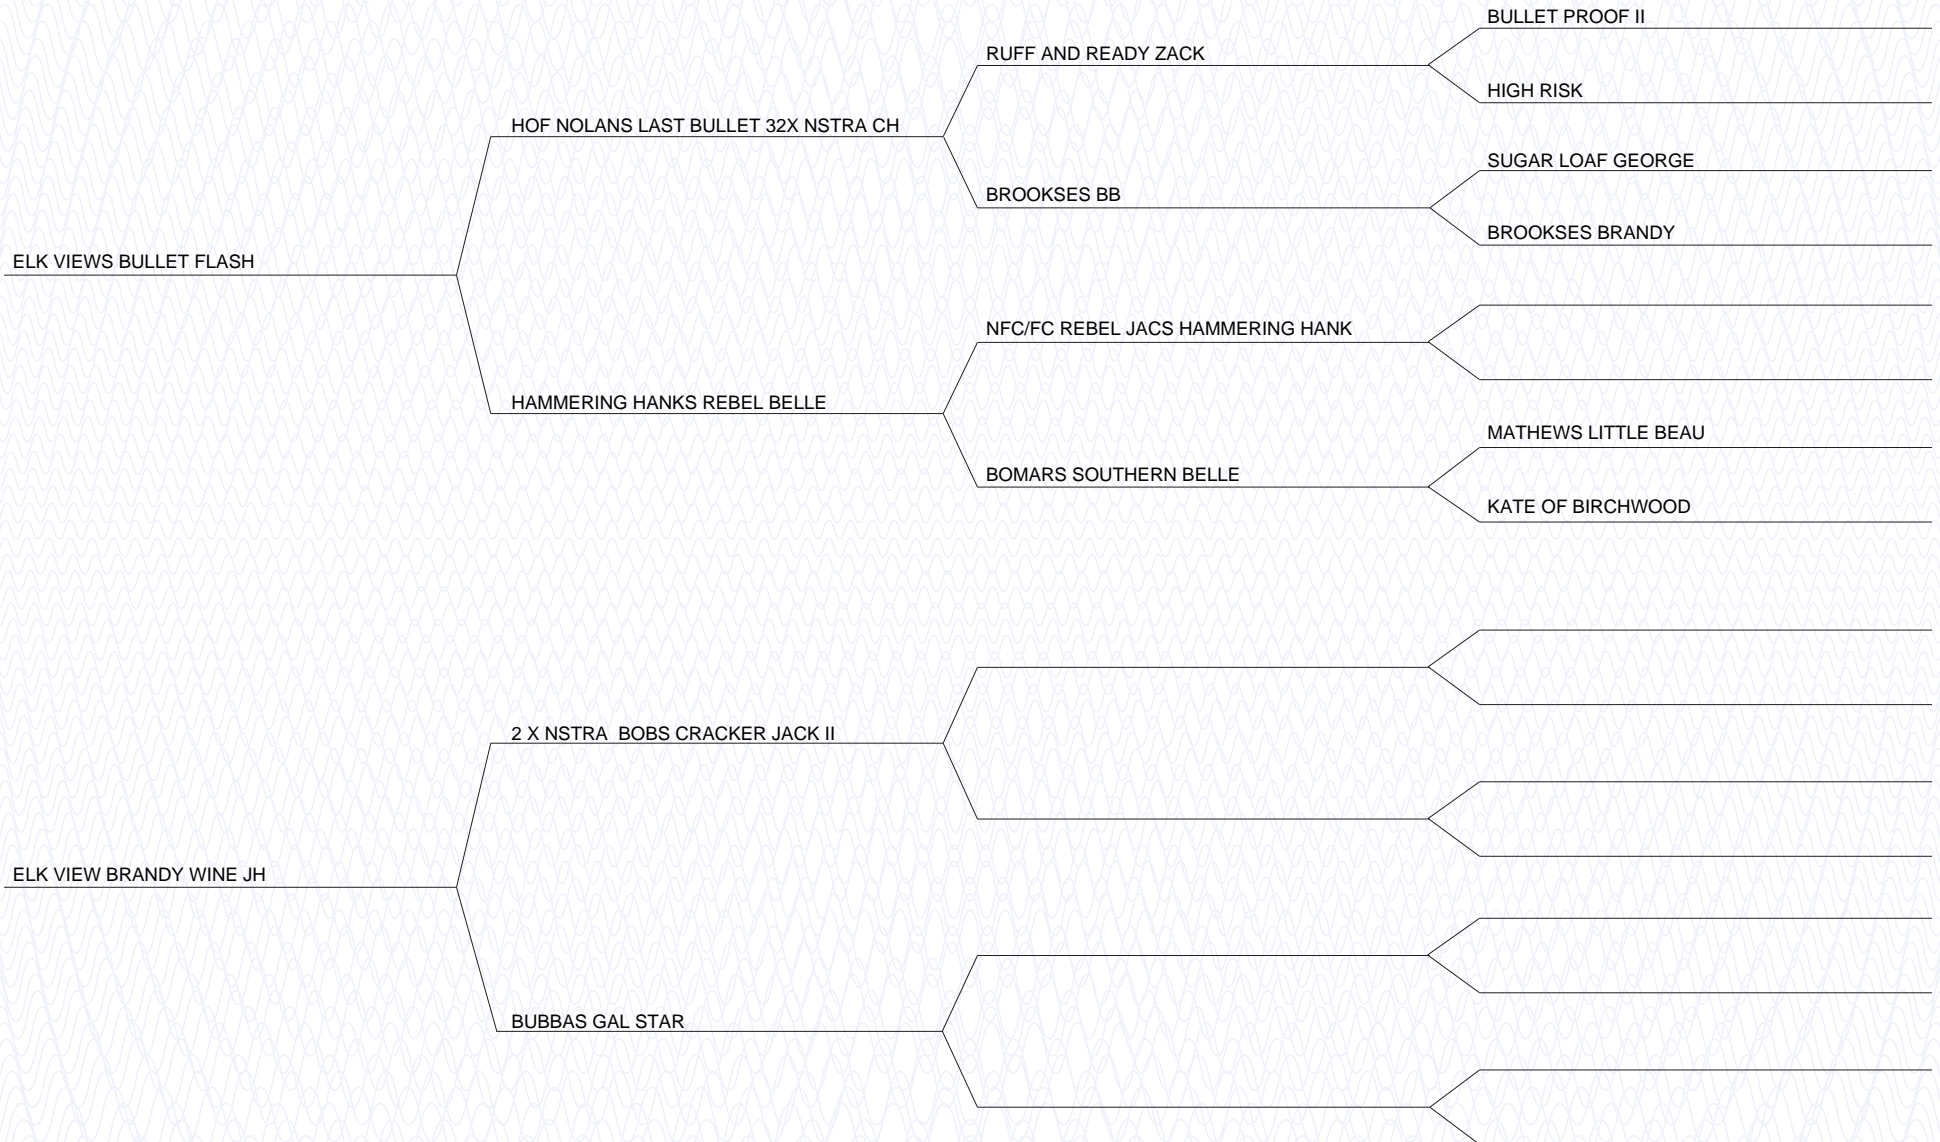 BULLET PROOF II
RUFF AND READY ZACK
HIGH RISK
HOF NOLANS LAST BULLET 32X NSTRA CH
SUGAR LOAF GEORGE
BROOKSES BB
BROOKSES BRANDY
ELK VIEWS BULLET FLASH
NFC/FC REBEL JACS HAMMERING HANK
HAMMERING HANKS REBEL BELLE
MATHEWS LITTLE BEAU
BOMARS SOUTHERN BELLE
KATE OF BIRCHWOOD
2 X NSTRA  BOBS CRACKER JACK II
ELK VIEW BRANDY WINE JH
BUBBAS GAL STAR